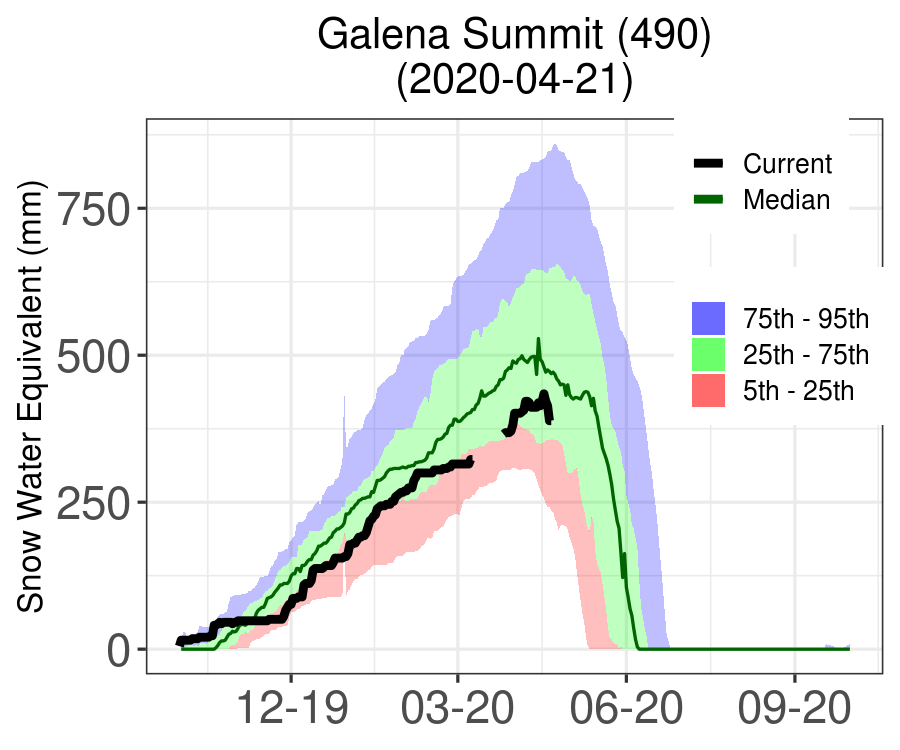 Galena Summit (490)
(2020-04-21)
Snow Water Equivalent (mm)
750
500
250
0
12-19
03-20
06-20
09-20
Current
Median
75th - 95th
25th - 75th
5th - 25th